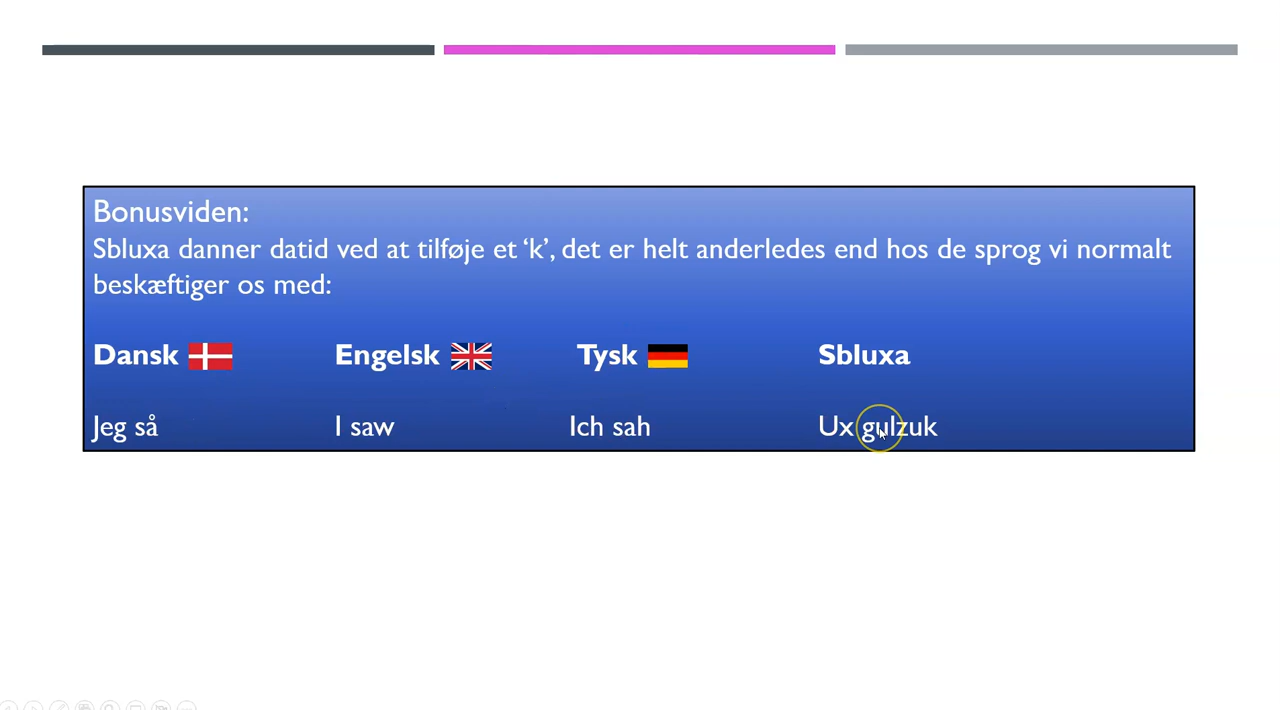 Bonusviden:
Sbluxa danner datid ved at tilføje et ‘k’, det er helt anderledes end hos de sprog vi normalt
beskæftiger os med:
Dansk Engelsk Tysk Sbluxa
Jeg så I saw Ich sah Ux gulzuk